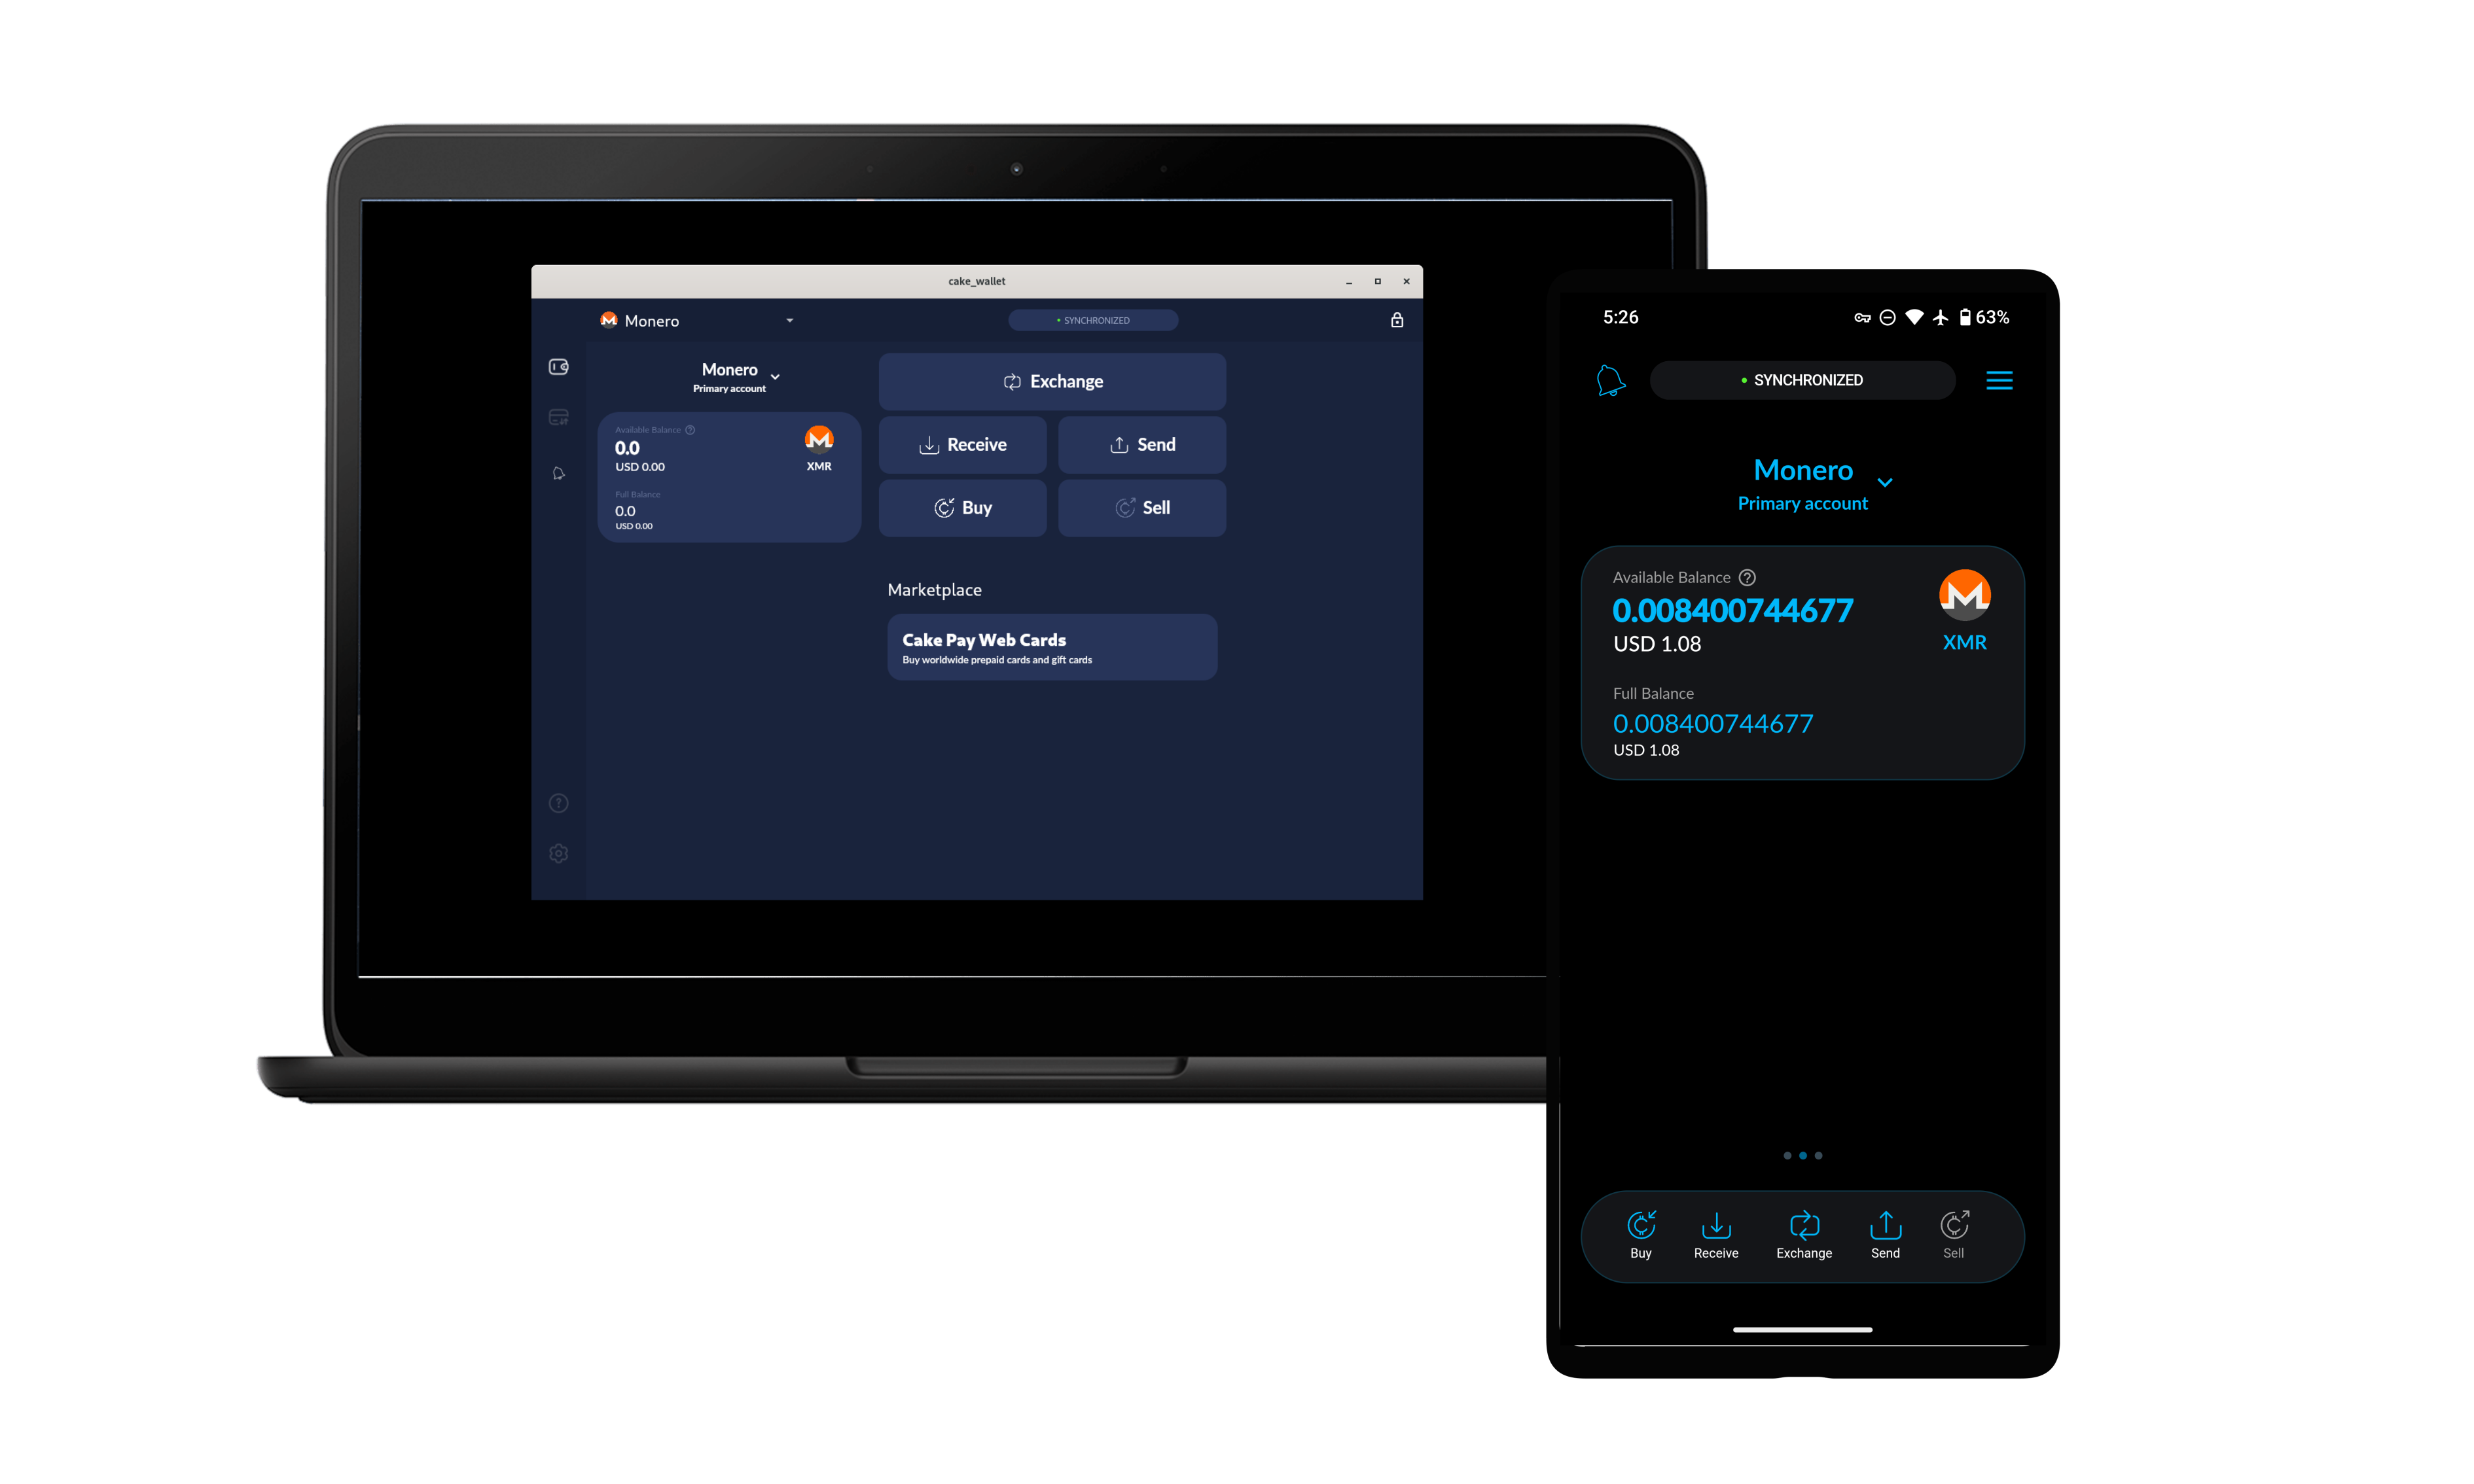 cake_wallet
Monero
SYNCHRONIZED
Monero
Primary account
Available Balance
0.0
USD 0.00
XMR
Full Balance
0.0
USD 0.00
Exchange
Receive
Send
Buy
Sell
Marketplace
Cake Pay Web Cards
Buy worldwide prepaid cards and gift cards
5:26
63%
SYNCHRONIZED
Monero
Primary account
Available Balance
0.008400744677
USD 1.08
XMR
Full Balance
0.008400744677
USD 1.08
Buy
Receive
Exchange
Send
Sell